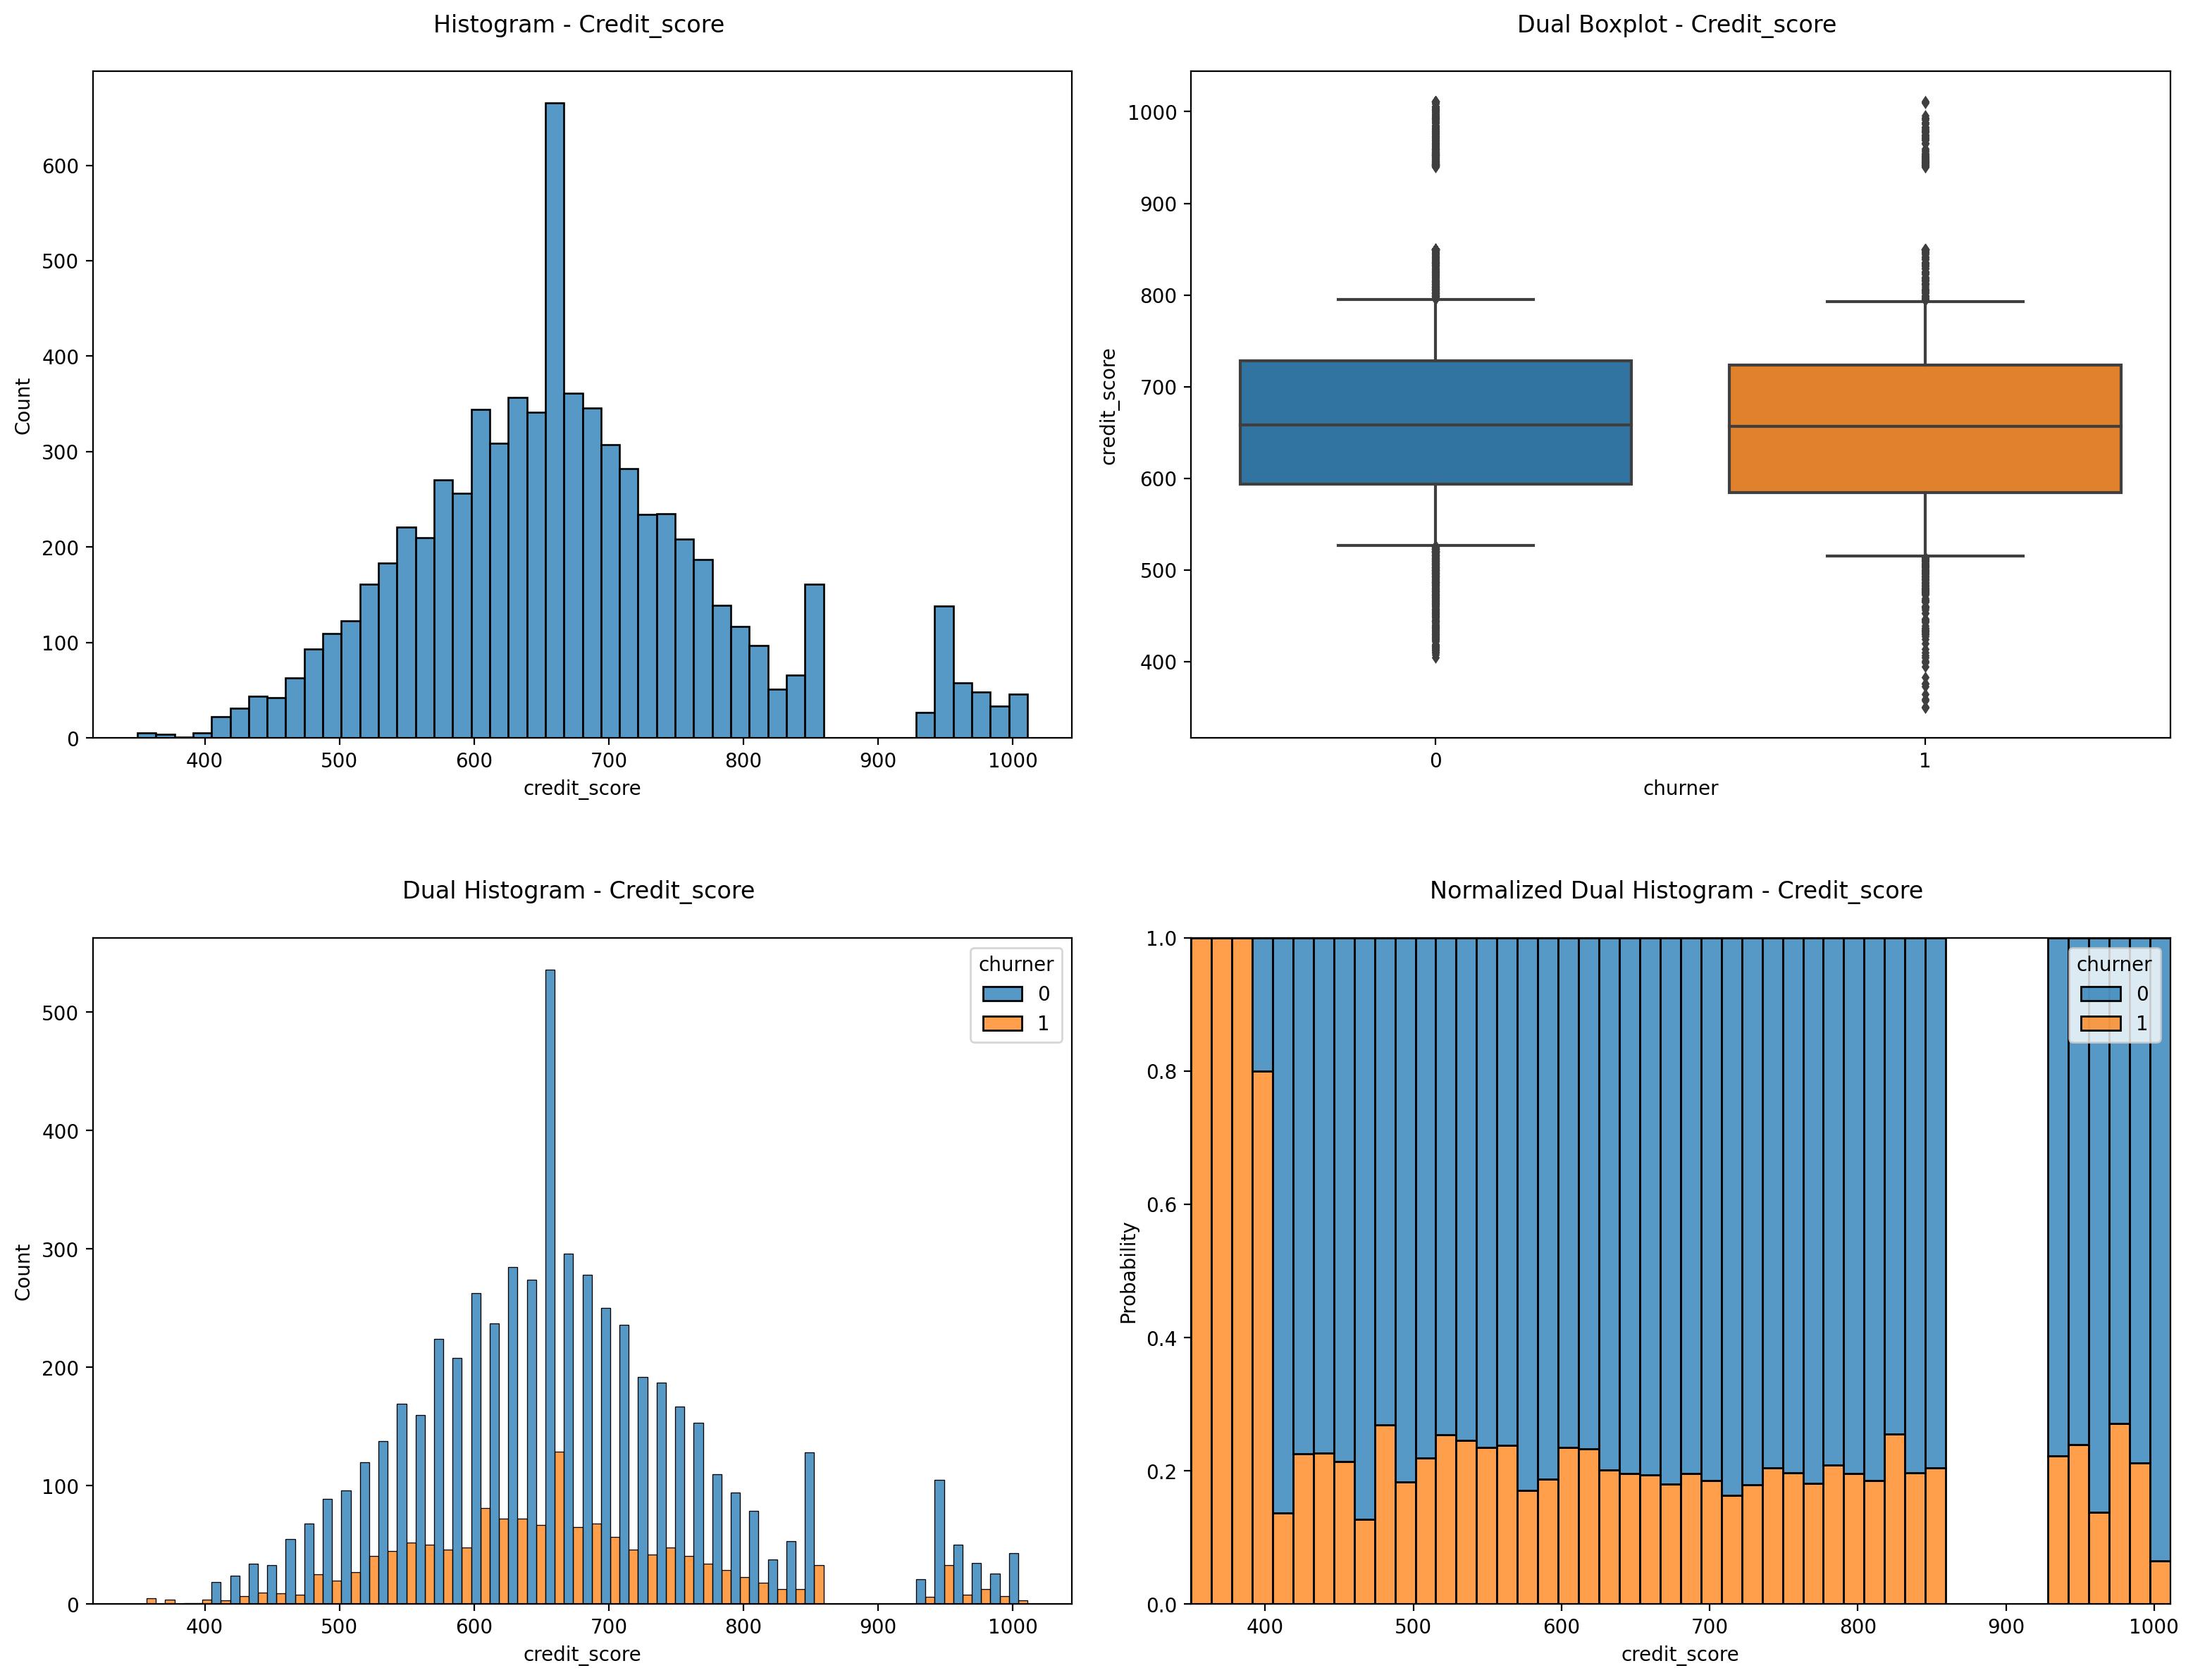 Histogram - Credit_score
Count
600
500
400
300
200
100
0
400 500 600 700 800 900 1000
credit_score
Dual Boxplot - Credit_score
credit_score
1000
900
800
700
600
500
400
0 1
churner
Dual Histogram - Credit_score
Count
500
400
300
200
100
0
churner
0
1
400 500 600 700 800 900 1000
credit_score
Normalized Dual Histogram - Credit_score
Probability
1.0
0.8
0.6
0.4
0.2
0.0
churner
0
1
400 500 600 700 800 900 1000
credit_score